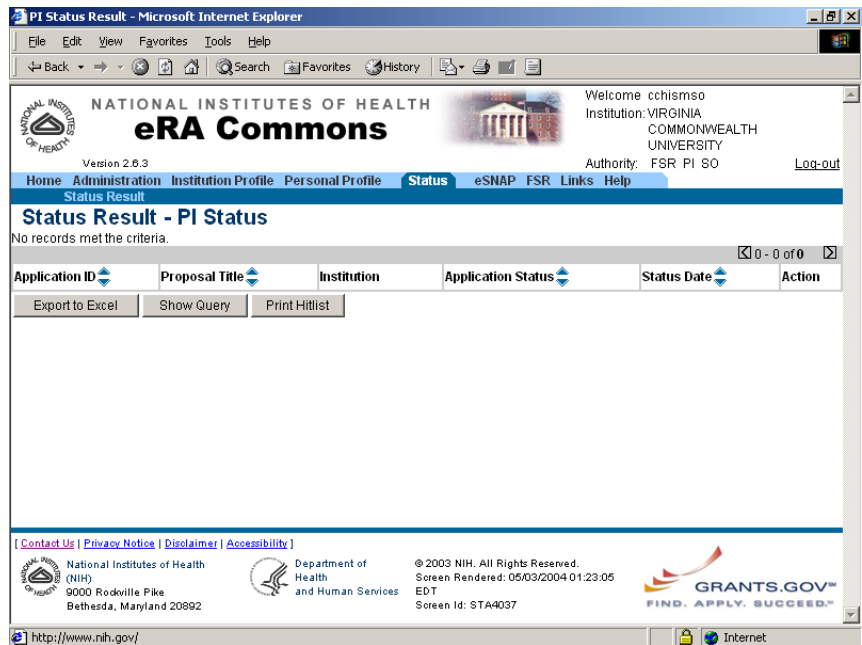 PI Status Result - Microsoft Internet Explorer
File Edit View Favorites Tools Help
Back Search Favorites History
NATIONAL INSTITUTES OF HEALTH
eRA Commons
Version 2.6.3
Welcome cchismso
Institution: VIRGINIA
COMMONWEALTH
UNIVERSITY
Authority: FSR PI SO Log-out
Home Administration Institution Profile Personal Profile Status eSNAP FSR Links Help
Status Result
Status Result - PI Status
No records met the criteria.
0 - 0 of 0
Application ID Proposal Title Institution Application Status Status Date Action
Export to Excel Show Query Print Hitlist
[ Contact Us | Privacy Notice | Disclaimer | Accessibility ]
National Institutes of Health
(NIH)
9000 Rockville Pike
Bethesda, Maryland 20892
Department of
Health
and Human Services
© 2003 NIH. All Rights Reserved.
Screen Rendered: 05/03/2004 01:23:05
EDT
Screen Id: STA4037
GRANTS.GOV℠
FIND. APPLY. SUCCEED.℠
http://www.nih.gov/ Internet